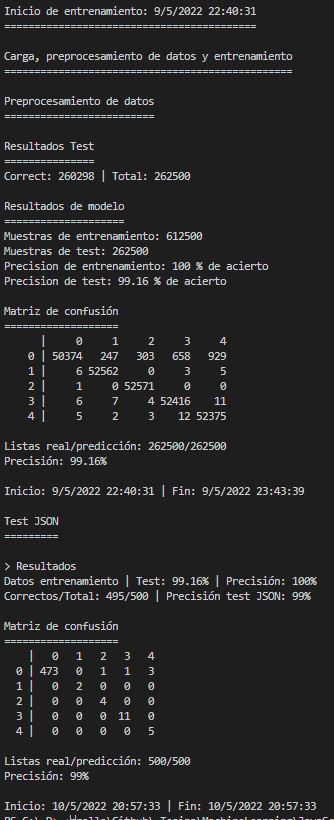 Inicio de entrenamiento: 9/5/2022 22:40:31
==========================================
Carga, preprocesamiento de datos y entrenamiento
================================================
Preprocesamiento de datos
=========================
Resultados Test
===============
Correct: 260298 | Total: 262500
Resultados de modelo
====================
Muestras de entrenamiento: 612500
Muestras de test: 262500
Precision de entrenamiento: 100 % de acierto
Precision de test: 99.16 % de acierto
Matriz de confusión
===================
| 0 1 2 3 4
0 | 50374 247 303 658 929
1 | 6 52562 0 3 5
2 | 1 0 52571 0 0
3 | 6 7 4 52416 11
4 | 5 2 3 12 52375
Listas real/predicción: 262500/262500
Precisión: 99.16%
Inicio: 9/5/2022 22:40:31 | Fin: 9/5/2022 23:43:39
Test JSON
=========
> Resultados
Datos entrenamiento | Test: 99.16% | Precisión: 100%
Correctos/Total: 495/500 | Precisión test JSON: 99%
Matriz de confusión
===================
| 0 1 2 3 4
0 | 473 0 1 1 3
1 | 0 2 0 0 0
2 | 0 0 4 0 0
3 | 0 0 0 11 0
4 | 0 0 0 0 5
Listas real/predicción: 500/500
Precisión: 99%
Inicio: 10/5/2022 20:57:33 | Fin: 10/5/2022 20:57:33